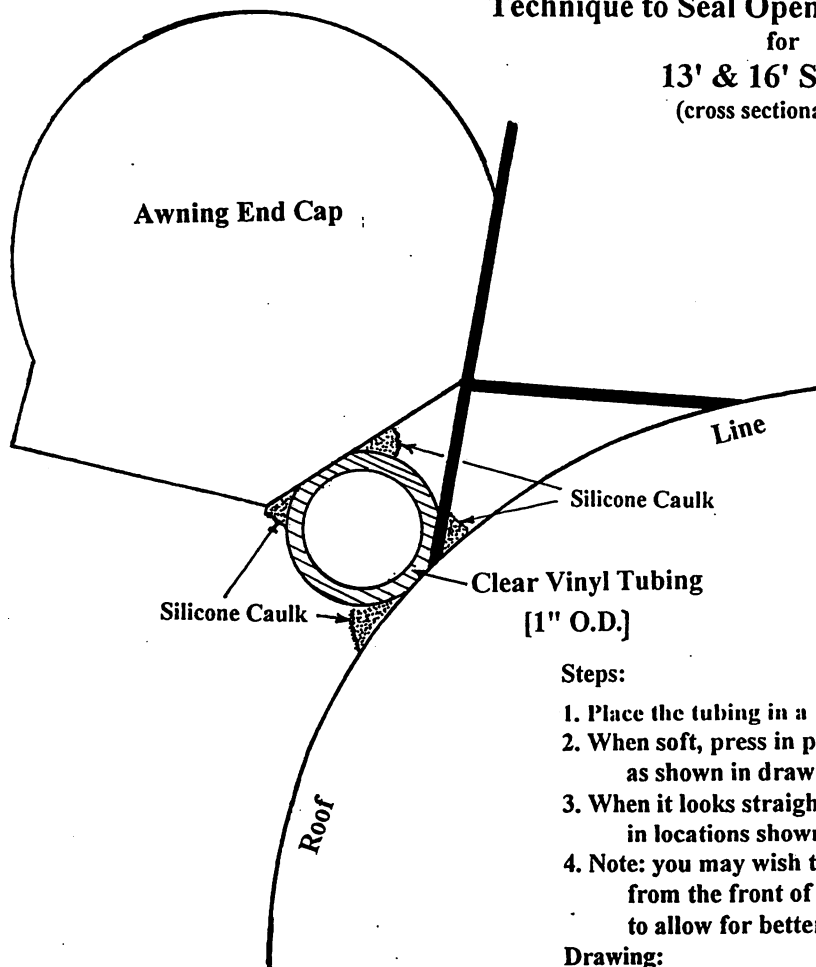 Technique to Seal Open
for
13' & 16' S
(cross sectiona
Awning End Cap
Line
Silicone Caulk
Clear Vinyl Tubing
[1" O.D.]
Silicone Caulk
Roof
Steps:
1. Place the tubing in a
2. When soft, press in p
as shown in draw
3. When it looks straigh
in locations shown
4. Note: you may wish t
from the front of
to allow for better
Drawing: